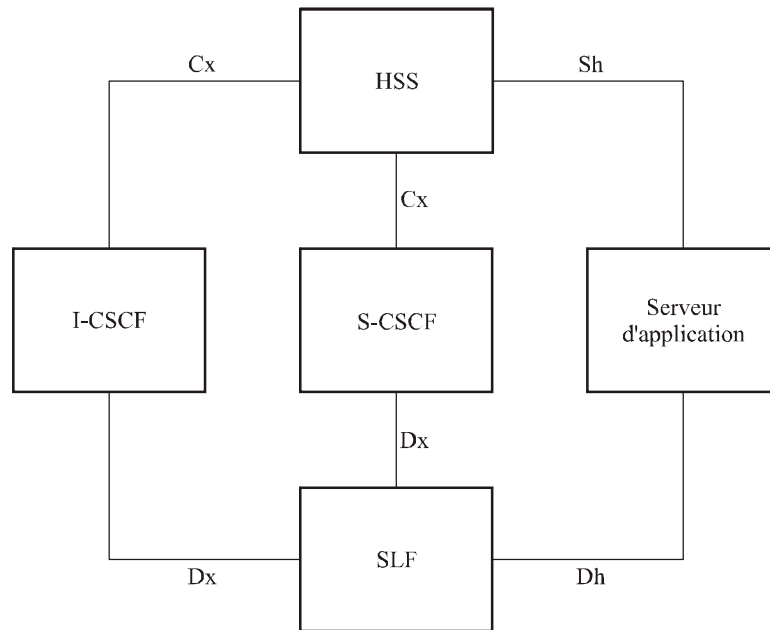 Cx
Sh
HSS
Cx
I-CSCF
S-CSCF
Serveur
d'application
Dx
SLF
Dx
Dh